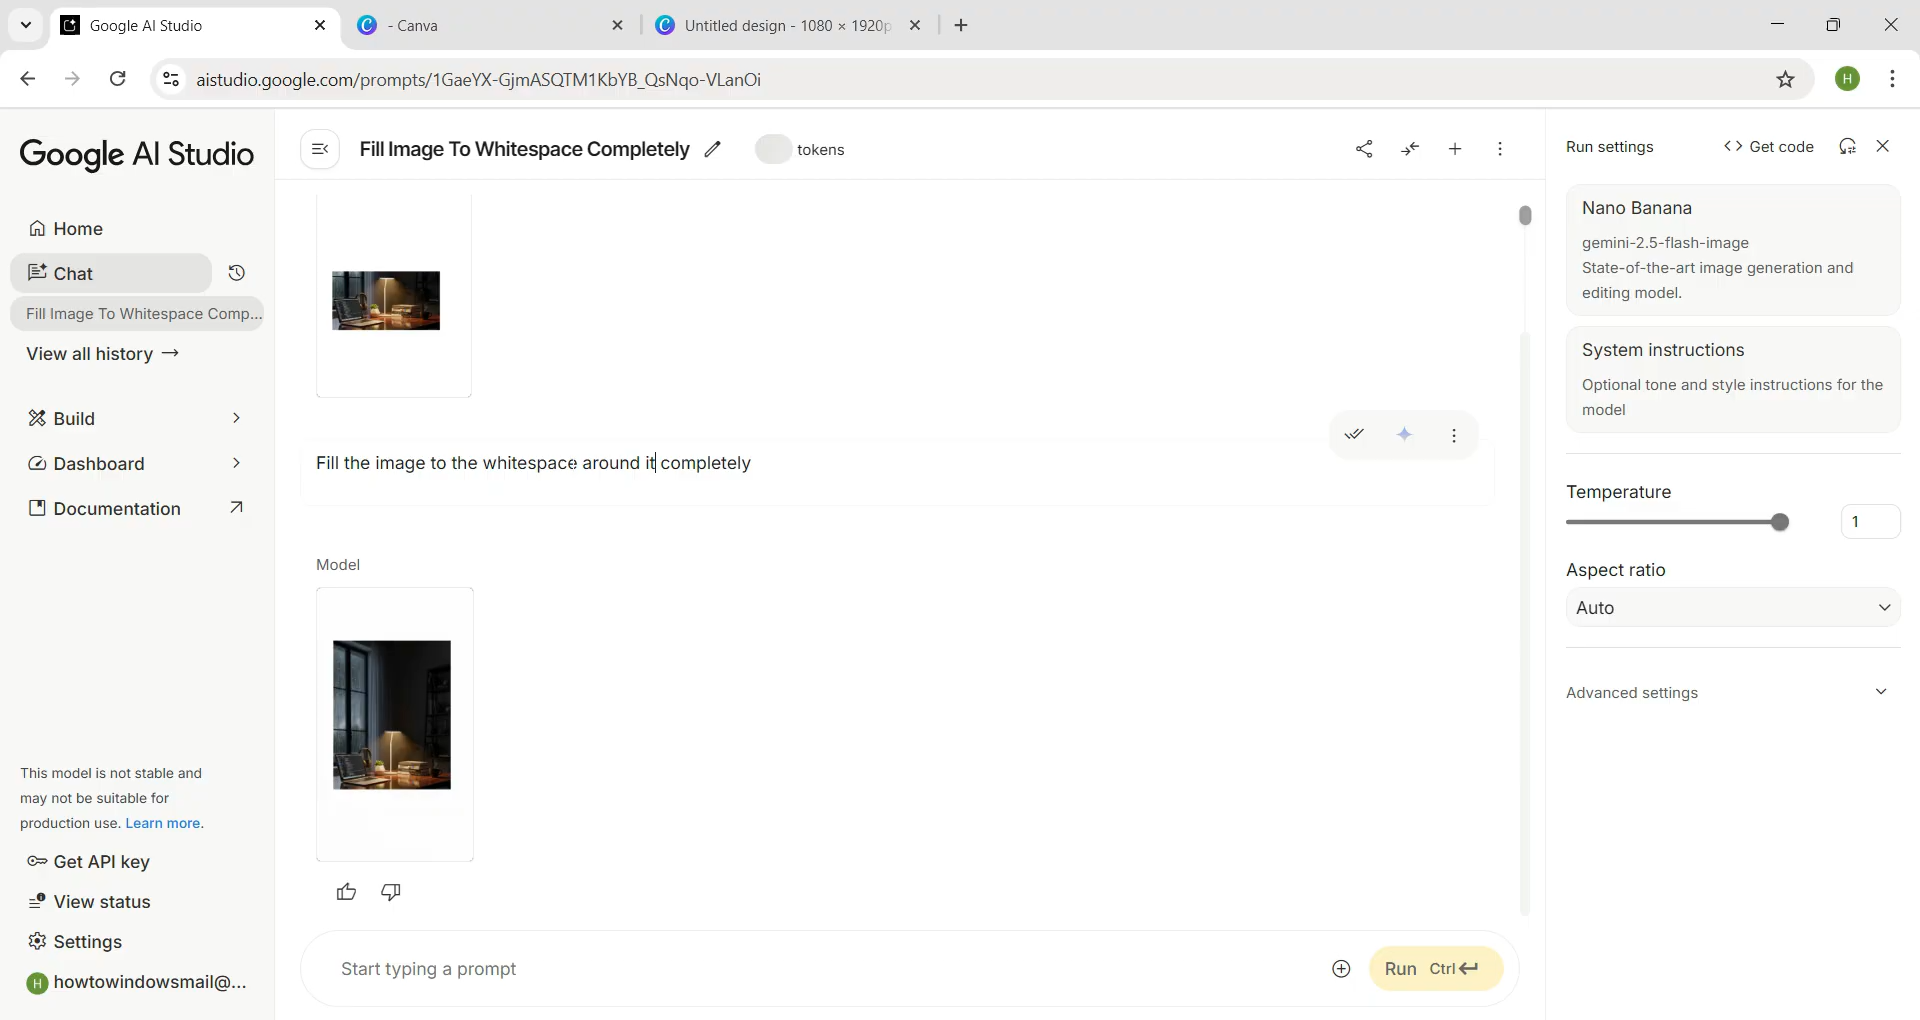 Google AI Studio
- Canva
Untitled design - 1080 × 1920p
aistudio.google.com/prompts/1GaeYX-GjmASQTM1KbYB_QsNqo-VLanOi
H
Google AI Studio
Fill Image To Whitespace Completely
tokens
Run settings
Get code
Home
Chat
Fill Image To Whitespace Comp...
View all history
Build
Dashboard
Documentation
This model is not stable and
may not be suitable for
production use. Learn more.
Get API key
View status
Settings
H
howtowindowsmail@...
Fill the image to the whitespace around it completely
Model
Start typing a prompt
Run Ctrl
Nano Banana
gemini-2.5-flash-image
State-of-the-art image generation and
editing model.
System instructions
Optional tone and style instructions for the
model
Temperature
1
Aspect ratio
Auto
Advanced settings